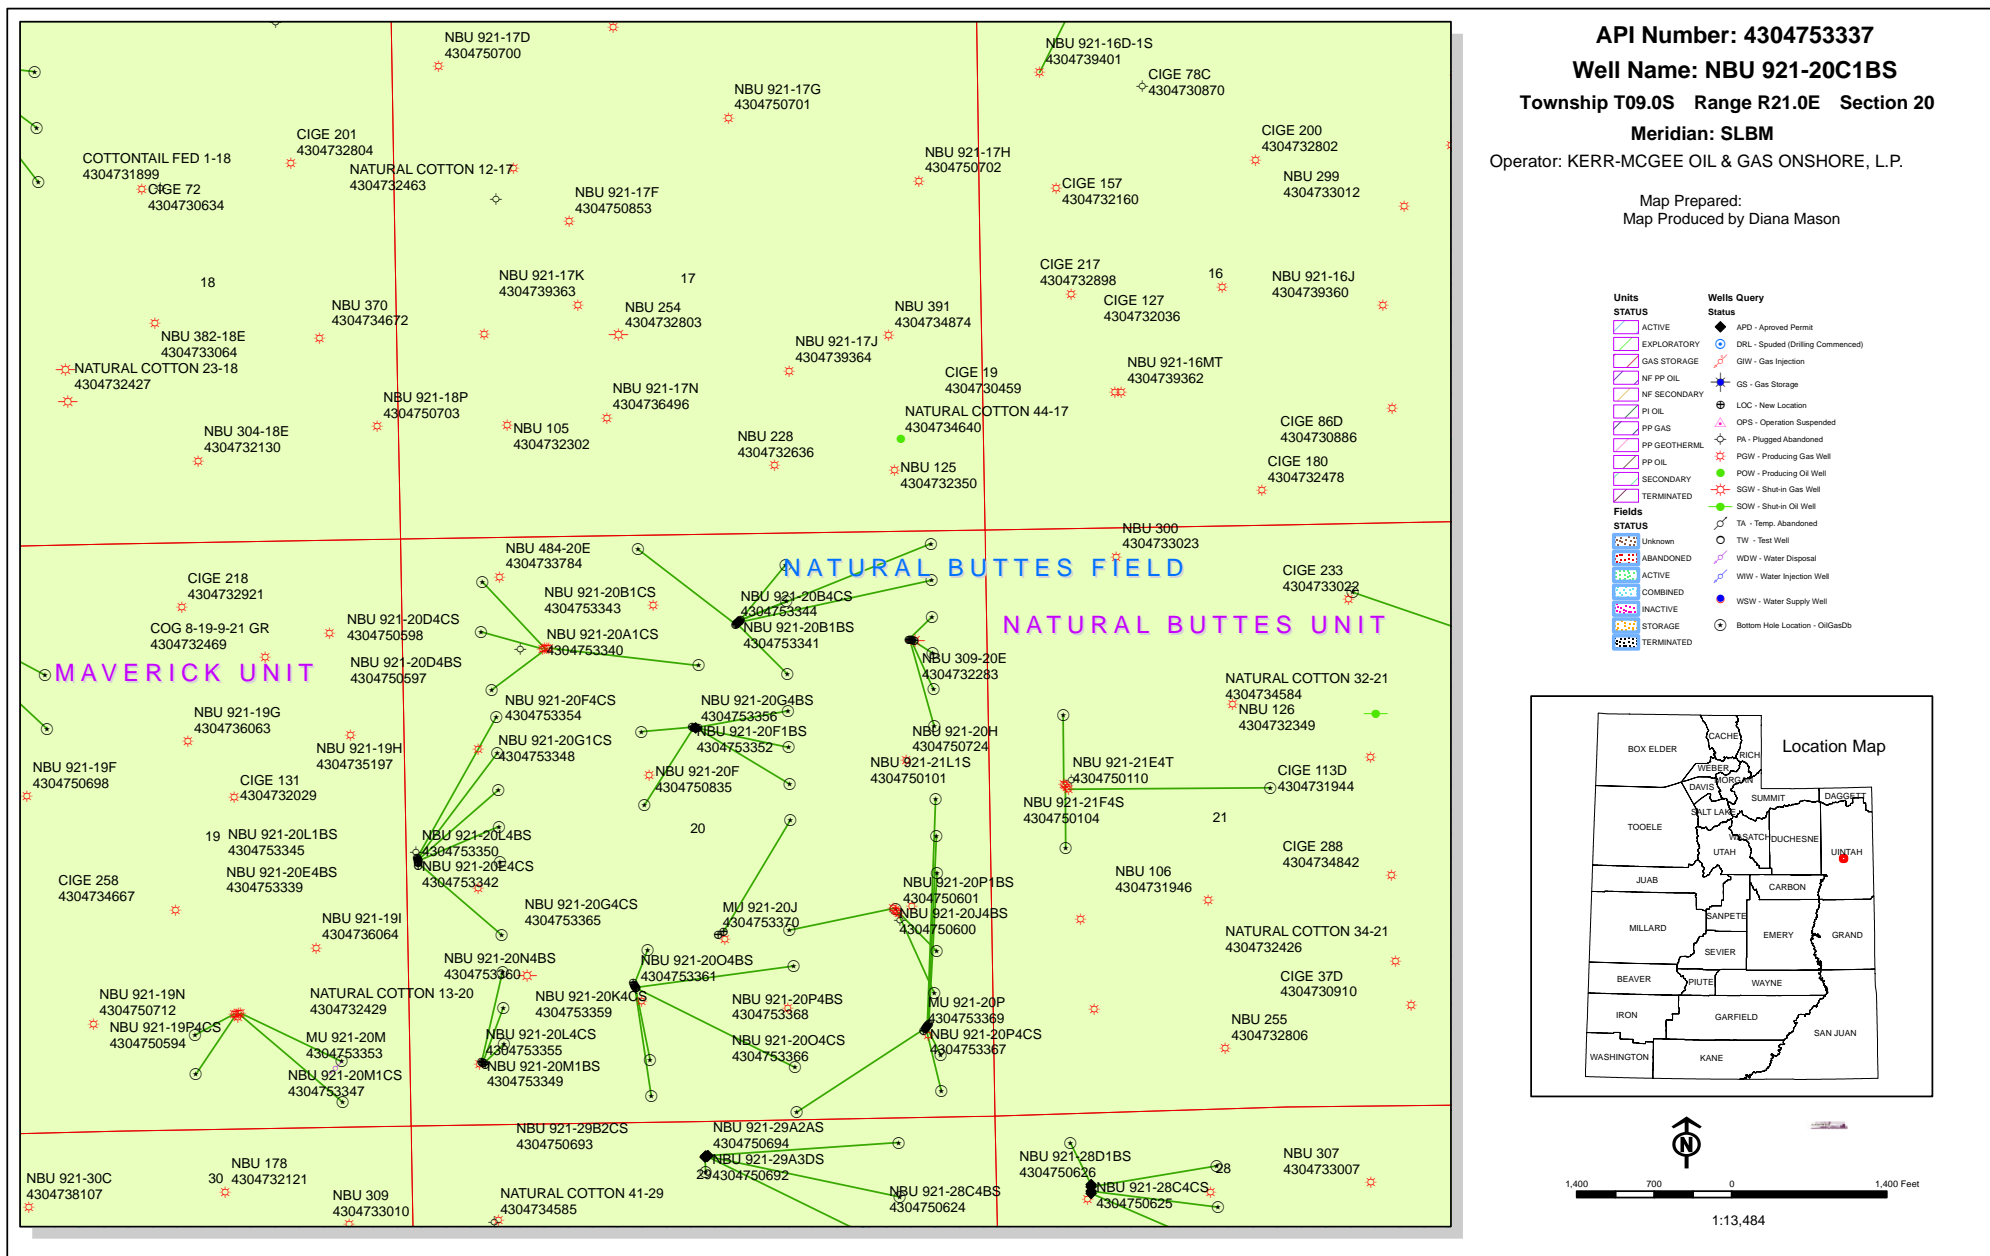 NBU 921-17D
4304750700
NBU 921-16D-1S
4304739401
CIGE 78C
4304730870
NBU 921-17G
4304750701
CIGE 201
4304732804
CIGE 200
4304732802
COTTONTAIL FED 1-18
4304731899
CIGE 72
4304730634
NATURAL COTTON 12-17
4304732463
NBU 921-17H
4304750702
NBU 921-17F
4304750853
CIGE 157
4304732160
NBU 299
4304733012
18
NBU 921-17K
4304739363
17
CIGE 217
4304732898
16
NBU 921-16J
4304739360
NBU 370
4304734672
NBU 254
4304732803
NBU 391
4304734874
CIGE 127
4304732036
NBU 382-18E
4304733064
NBU 921-17J
4304739364
NATURAL COTTON 23-18
4304732427
CIGE 19
4304730459
NBU 921-16MT
4304739362
NBU 921-18P
4304750703
NBU 921-17N
4304736496
NATURAL COTTON 44-17
4304734640
NBU 304-18E
4304732130
NBU 105
4304732302
NBU 228
4304732636
CIGE 86D
4304730886
NBU 125
4304732350
CIGE 180
4304732478
NBU 300
4304733023
NBU 484-20E
4304733784
NATURAL BUTTES FIELD
CIGE 233
4304733022
CIGE 218
4304732921
NBU 921-20B1CS
4304753343
NBU 921-20B4CS
4304753344
NATURAL BUTTES UNIT
COG 8-19-9-21 GR
4304732469
NBU 921-20D4CS
4304750598
NBU 921-20A1CS
4304753340
NBU 921-20B1BS
4304753341
MAVERICK UNIT
NBU 921-20D4BS
4304750597
NBU 309-20E
4304732283
NATURAL COTTON 32-21
4304734584
NBU 126
4304732349
NBU 921-20F4CS
4304753354
NBU 921-20G4BS
4304753356
NBU 921-19G
4304736063
NBU 921-19H
4304735197
NBU 921-20G1CS
4304753348
NBU 921-20F1BS
4304753352
NBU 921-20H
4304750724
NBU 921-19F
4304750698
CIGE 131
4304732029
NBU 921-20F
4304750835
NBU 921-21L1S
4304750101
NBU 921-21E4T
4304750110
CIGE 113D
4304731944
NBU 921-21F4S
4304750104
19
NBU 921-20L1BS
4304753345
NBU 921-20L4BS
4304753350
20
21
CIGE 258
4304734667
NBU 921-20E4BS
4304753339
NBU 921-20E4CS
4304753342
CIGE 288
4304734842
NBU 921-19I
4304736064
NBU 921-20G4CS
4304753365
MU 921-20J
4304753370
NBU 921-20P1BS
4304750601
NBU 921-20J4BS
4304750600
NBU 106
4304731946
NATURAL COTTON 34-21
4304732426
NBU 921-20N4BS
4304753360
NBU 921-20O4BS
4304753361
CIGE 37D
4304730910
NBU 921-19N
4304750712
NATURAL COTTON 13-20
4304732429
NBU 921-20K4CS
4304753359
NBU 921-20P4BS
4304753368
MU 921-20P
4304753369
NBU 921-19P4CS
4304750594
MU 921-20M
4304753353
NBU 921-20L4CS
4304753355
NBU 921-20O4CS
4304753366
NBU 921-20P4CS
4304753367
NBU 255
4304732806
NBU 921-20M1CS
4304753347
NBU 921-20M1BS
4304753349
NBU 921-29B2CS
4304750693
NBU 921-29A2AS
4304750694
NBU 921-30C
4304738107
30
NBU 178
4304732121
29
NBU 921-29A3DS
4304750692
NBU 921-28D1BS
4304750626
28
NBU 307
4304733007
NBU 309
4304733010
NATURAL COTTON 41-29
4304734585
NBU 921-28C4BS
4304750624
NBU 921-28C4CS
4304750625
API Number: 4304753337
Well Name: NBU 921-20C1BS
Township T09.0S Range R21.0E Section 20
Meridian: SLBM
Operator: KERR-MCGEE OIL & GAS ONSHORE, L.P.
Map Prepared:
Map Produced by Diana Mason
Units
STATUS
ACTIVE
EXPLORATORY
GAS STORAGE
NF PP OIL
NF SECONDARY
PI OIL
PP GAS
PP GEOTHERML
PP OIL
SECONDARY
TERMINATED
Fields
STATUS
Unknown
ABANDONED
ACTIVE
COMBINED
INACTIVE
STORAGE
TERMINATED
Wells Query
Status
APD - Aproved Permit
DRL - Spuded (Drilling Commenced)
GIW - Gas Injection
GS - Gas Storage
LOC - New Location
OPS - Operation Suspended
PA - Plugged Abandoned
PGW - Producing Gas Well
POW - Producing Oil Well
SGW - Shut-in Gas Well
SOW - Shut-in Oil Well
TA - Temp. Abandoned
TW - Test Well
WDW - Water Disposal
WIW - Water Injection Well
WSW - Water Supply Well
Bottom Hole Location - OilGasDb
Location Map
BOX ELDER
CACHE
RICH
WEBER
MORGAN
DAVIS
SUMMIT
DAGGETT
SALT LAKE
TOOELE
WASATCH
DUCHESNE
UTAH
UINTAH
JUAB
CARBON
SANPETE
MILLARD
EMERY
GRAND
SEVIER
BEAVER
PIUTE
WAYNE
IRON
GARFIELD
SAN JUAN
WASHINGTON
KANE
N
1,400 700 0 1,400 Feet
1:13,484